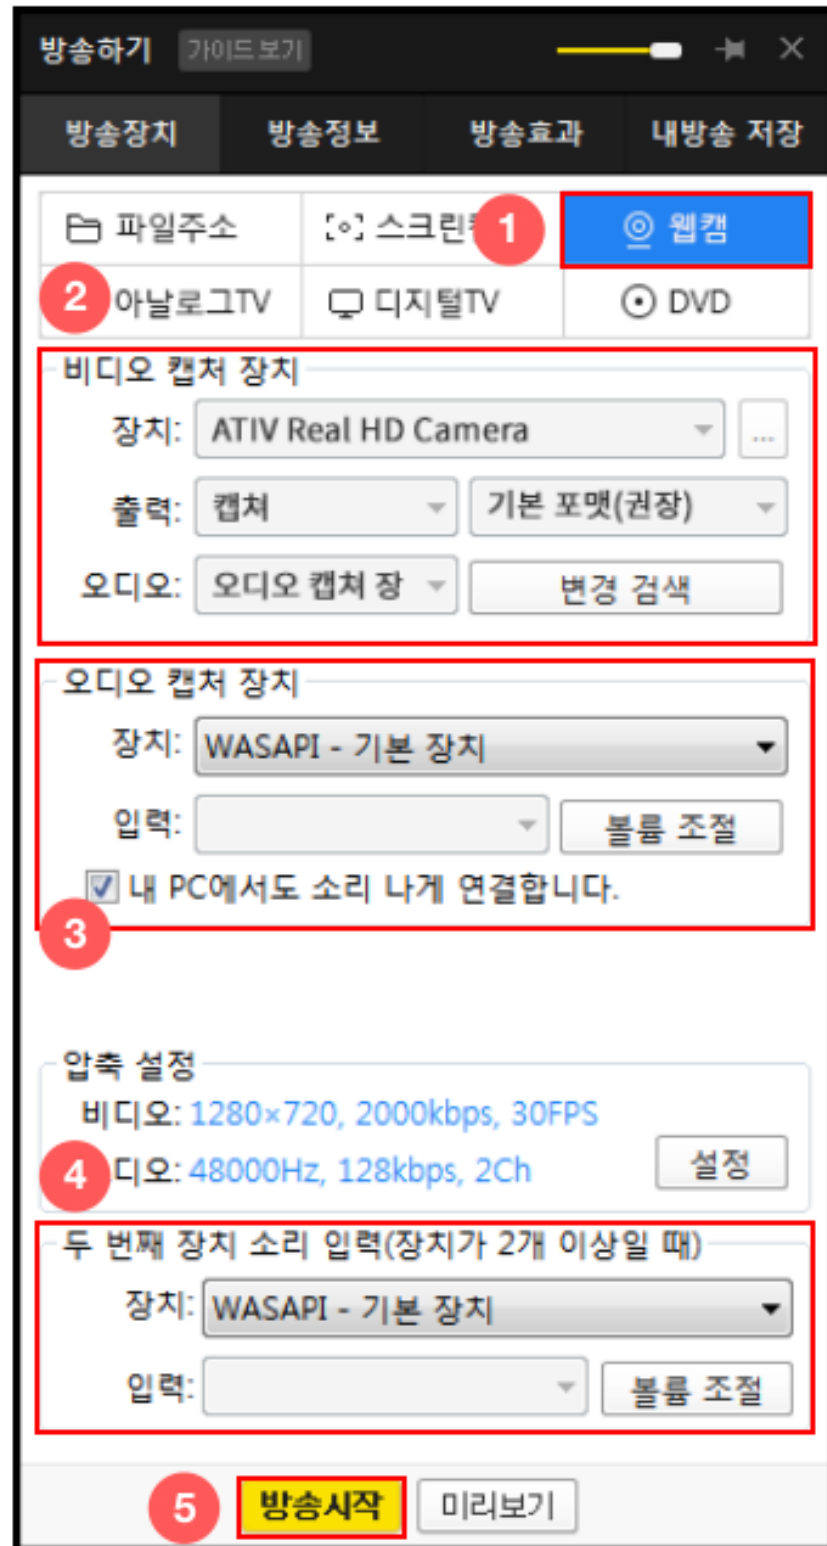 방송하기 가이드 보기
방송장치 방송정보 방송효과 내방송 저장
파일주소 스크린 1 웹캠
2 아날로그TV 디지털TV DVD
비디오 캡처 장치
장치: ATIV Real HD Camera ...
출력: 캡쳐 기본 포맷(권장)
오디오: 오디오 캡쳐 장 변경 검색
오디오 캡처 장치
장치: WASAPI - 기본 장치
입력: 볼륨 조절
내 PC에서도 소리 나게 연결합니다.
3
압축 설정
비디오: 1280×720, 2000kbps, 30FPS
4 디오: 48000Hz, 128kbps, 2Ch 설정
두 번째 장치 소리 입력(장치가 2개 이상일 때)
장치: WASAPI - 기본 장치
입력: 볼륨 조절
5 방송시작 미리보기